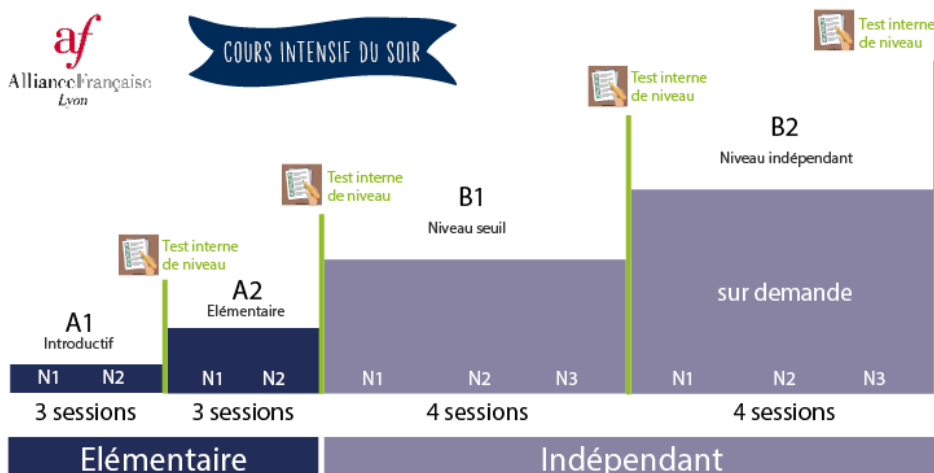 af
AllianceFrançaise
Lyon
COURS INTENSIF DU SOIR
Test interne
de niveau
Test interne
de niveau
Test interne
de niveau
Test interne
de niveau
A1
Introductif
A2
Elémentaire
B1
Niveau seuil
B2
Niveau indépendant
sur demande
N1 N2
N1 N2
N1 N2 N3
N1 N2 N3
3 sessions
3 sessions
4 sessions
4 sessions
Elémentaire
Indépendant